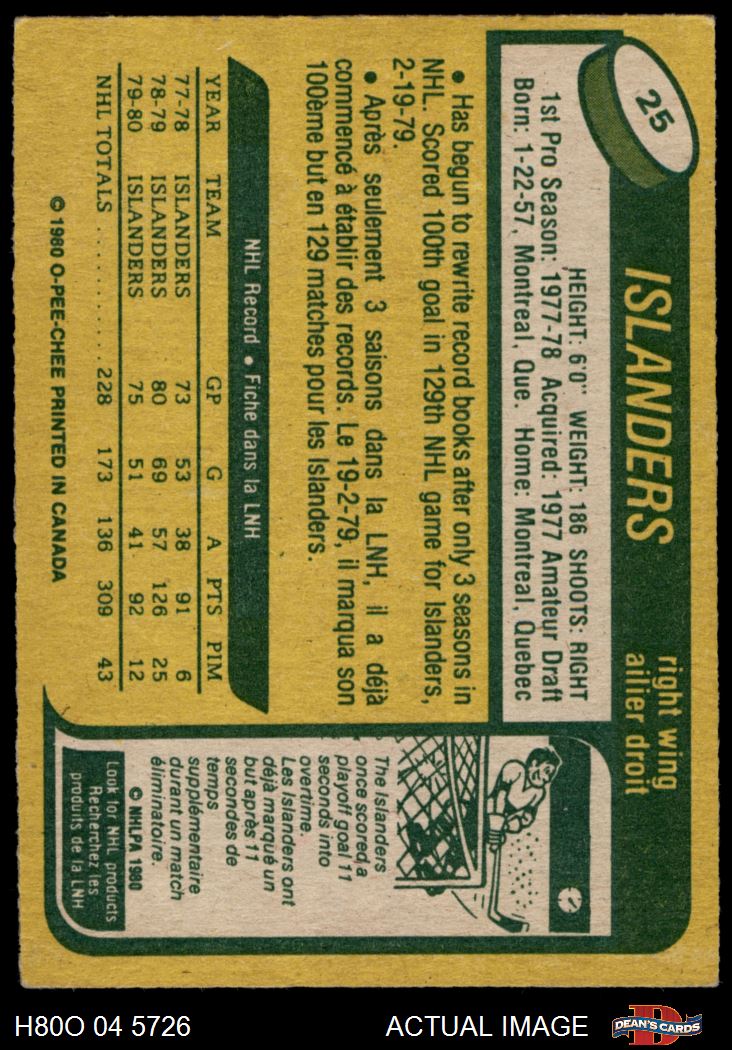 25
ISLANDERS
right wing
ailier droit
HEIGHT: 6'0" WEIGHT: 186 SHOOTS: RIGHT
1st Pro Season: 1977-78 Acquired: 1977 Amateur Draft
Born: 1-22-57, Montreal, Que. Home: Montreal, Quebec
• Has begun to rewrite record books after only 3 seasons in
NHL. Scored 100th goal in 129th NHL game for Islanders,
2-19-79.
• Après seulement 3 saisons dans la LNH, il a déjà
commencé à établir des records. Le 19-2-79, il marqua son
100ème but en 129 matches pour les Islanders.
NHL Record • Fiche dans la LNH
YEAR TEAM GP G A PTS PIM
77-78 ISLANDERS 73 53 38 91 6
78-79 ISLANDERS 80 69 57 126 25
79-80 ISLANDERS 75 51 41 92 12
NHL TOTALS ............ 228 173 136 309 43
© 1980 O-PEE-CHEE PRINTED IN CANADA
The Islanders
once scored a
playoff goal 11
seconds into
overtime.
Les Islanders ont
déjà marqué un
but après 11
secondes de
temps
supplémentaire
durant un match
éliminatoire.
© NHLPA 1980
Look for NHL products
Recherchez les
produits de la LNH
H80O 04 5726
ACTUAL IMAGE
D
DEAN'S CARDS